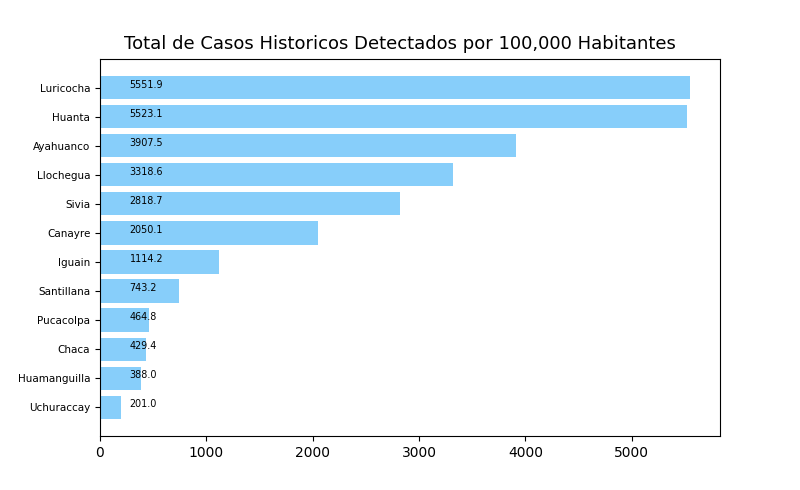 Total de Casos Historicos Detectados por 100,000 Habitantes
Luricocha 5551.9
Huanta 5523.1
Ayahuanco 3907.5
Llochegua 3318.6
Sivia 2818.7
Canayre 2050.1
Iguain 1114.2
Santillana 743.2
Pucacolpa 464.8
Chaca 429.4
Huamanguilla 388.0
Uchuraccay 201.0
0 1000 2000 3000 4000 5000